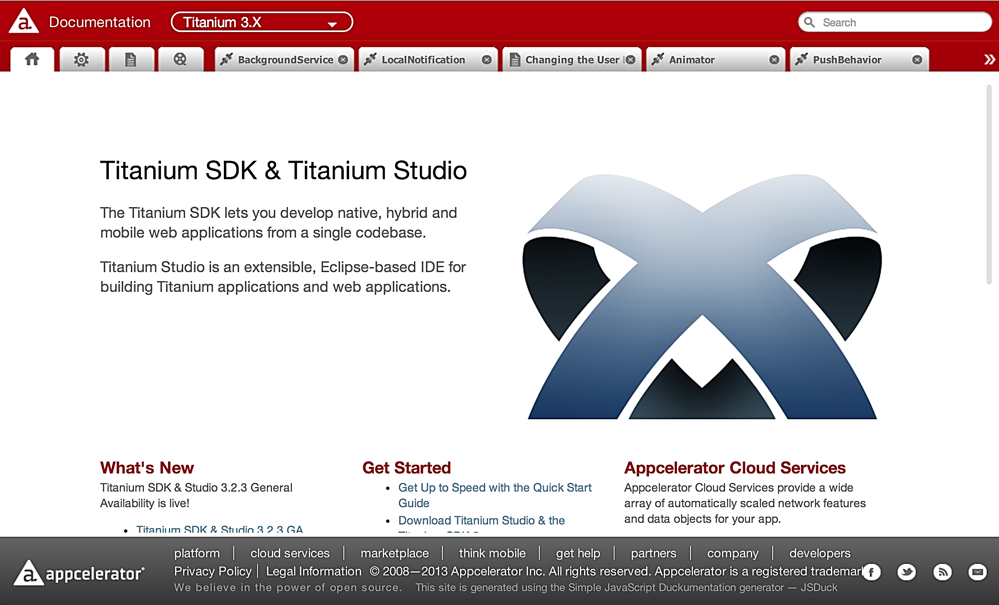 a Documentation Titanium 3.X Search
BackgroundService LocalNotification Changing the User Animator PushBehavior
Titanium SDK & Titanium Studio
The Titanium SDK lets you develop native, hybrid and
mobile web applications from a single codebase.
Titanium Studio is an extensible, Eclipse-based IDE for
building Titanium applications and web applications.
What's New
Titanium SDK & Studio 3.2.3 General
Availability is live!
Titanium SDK & Studio 3.2.3 GA
Get Started
Get Up to Speed with the Quick Start
Guide
Download Titanium Studio & the
Appcelerator Cloud Services
Appcelerator Cloud Services provide a wide
array of automatically scaled network features
and data objects for your app.
platform | cloud services | marketplace | think mobile | get help | partners | company | developers
a appcelerator Privacy Policy | Legal Information © 2008—2013 Appcelerator Inc. All rights reserved. Appcelerator is a registered trademark
We believe in the power of open source. This site is generated using the Simple JavaScript Duckumentation generator — JSDuck